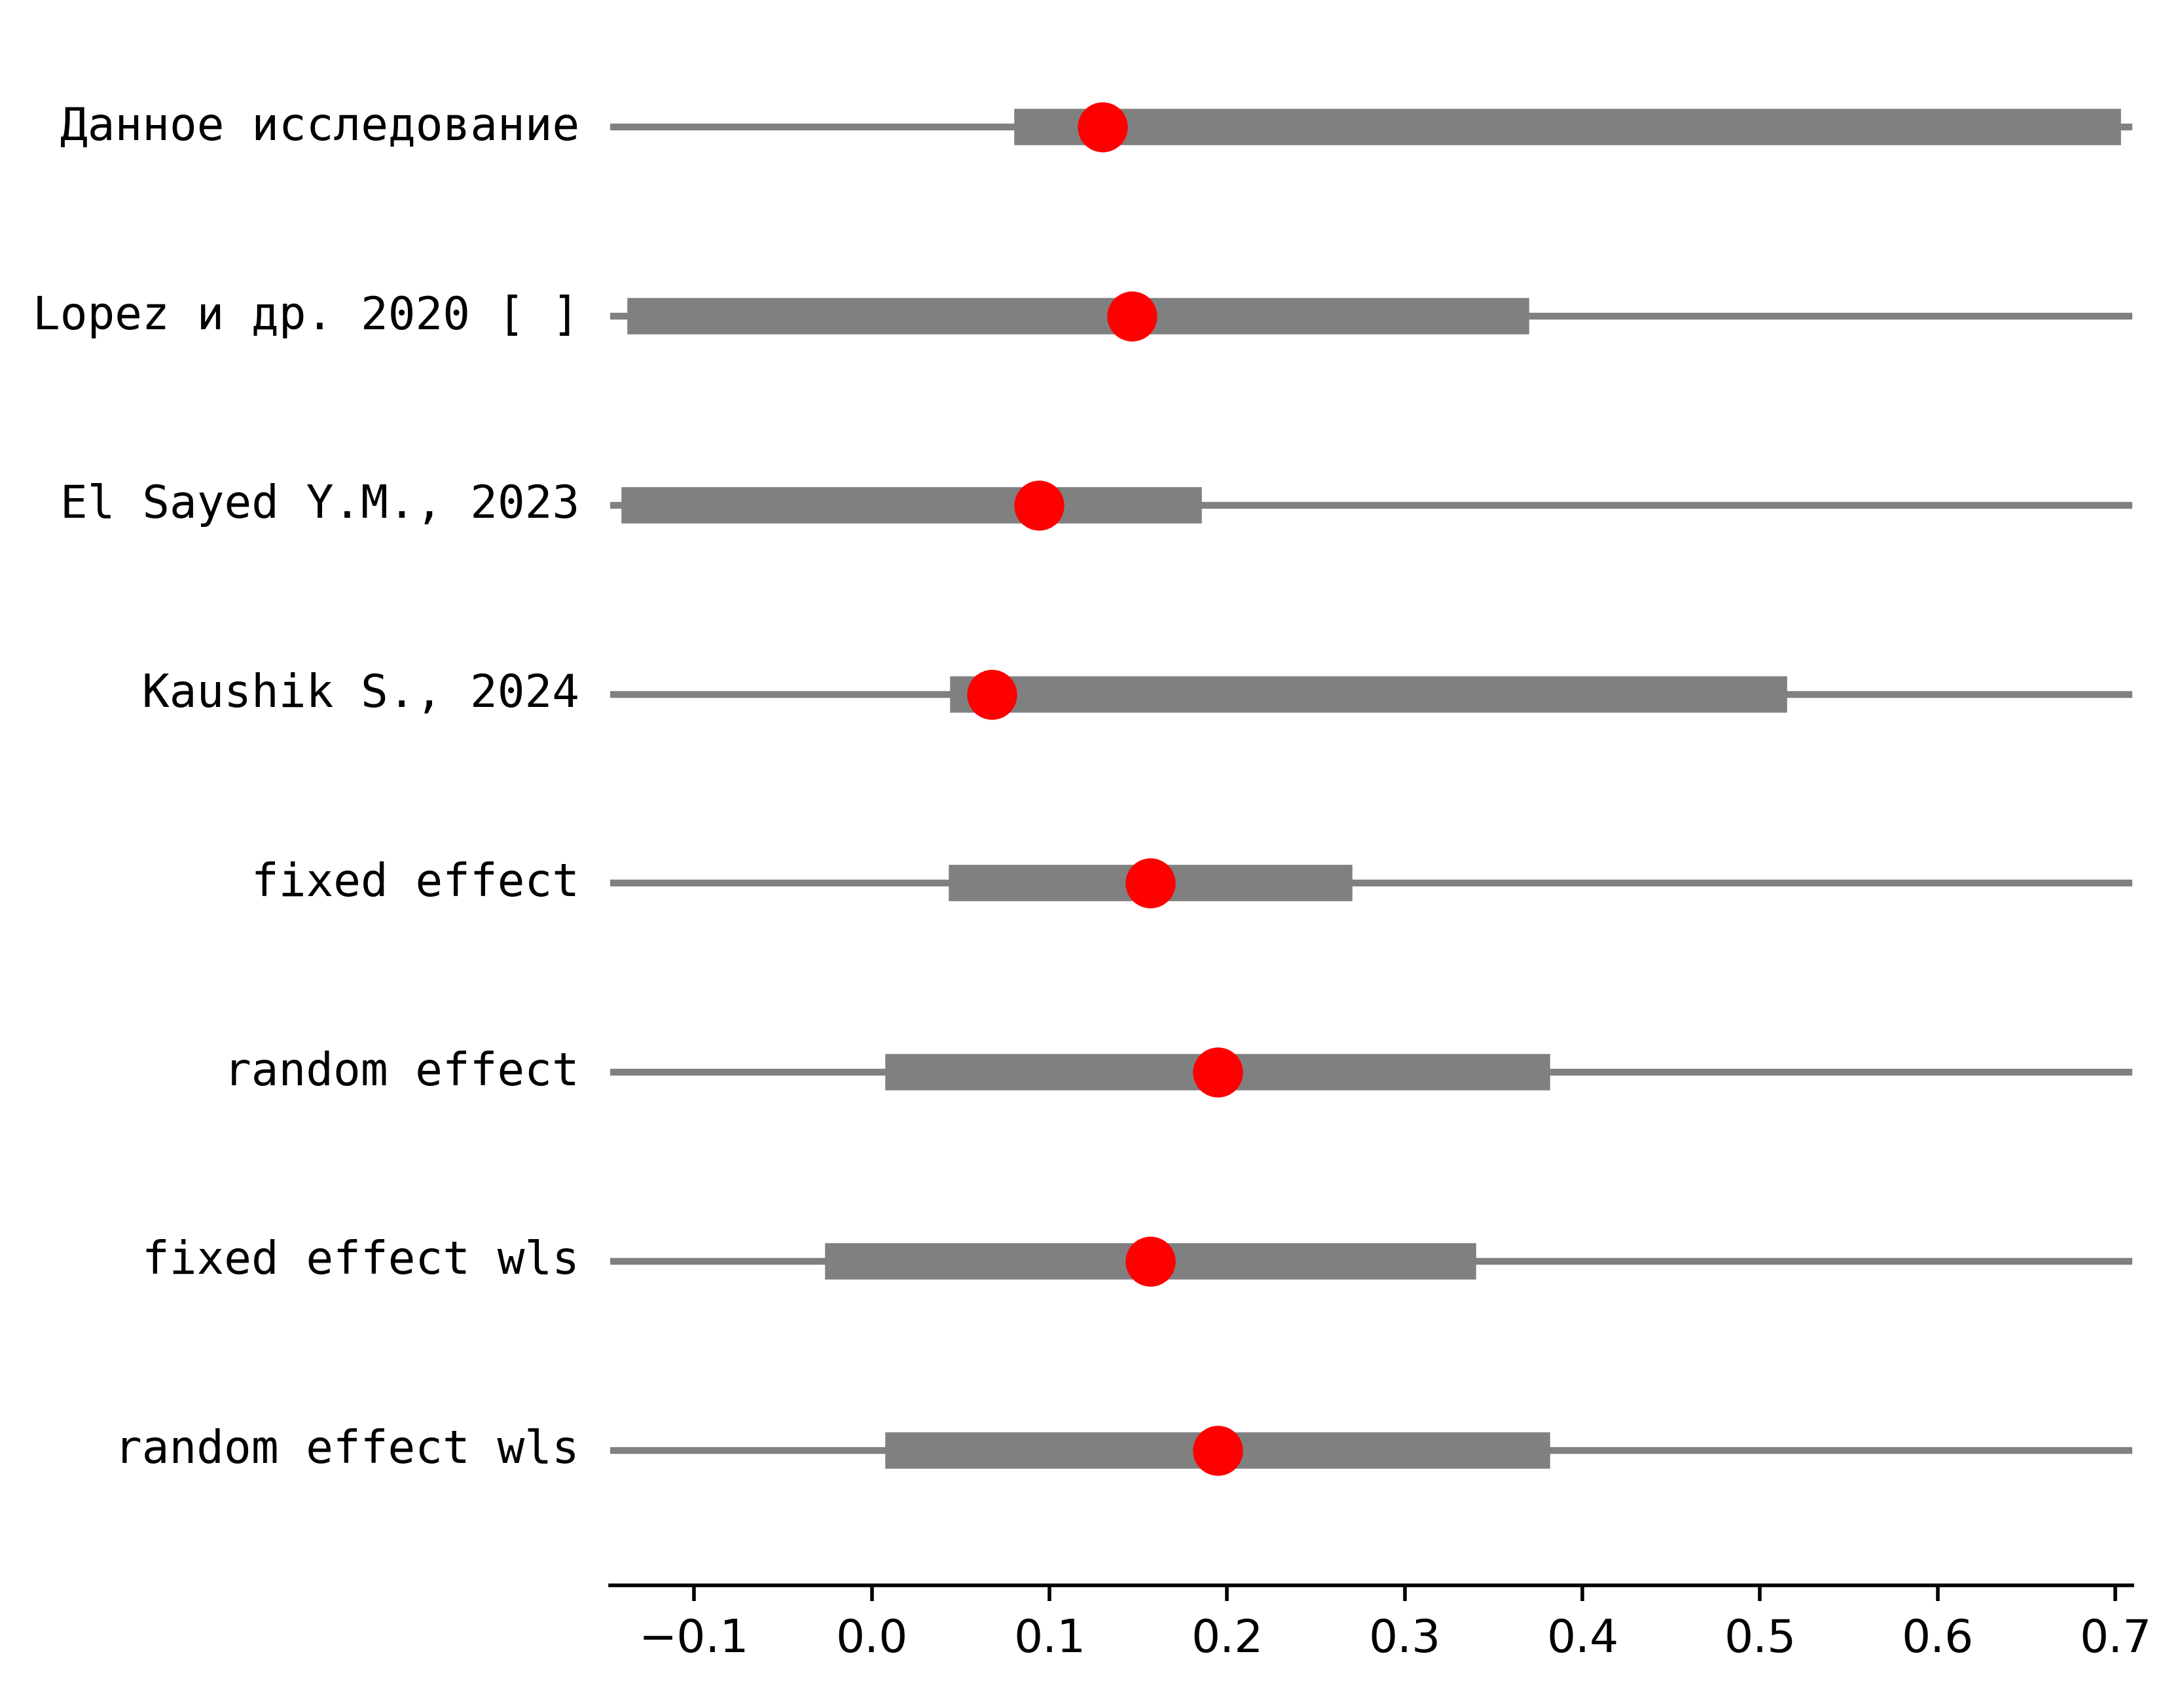 Данное исследование
Lopez и др. 2020 [ ]
El Sayed Y.M., 2023
Kaushik S., 2024
fixed effect
random effect
fixed effect wls
random effect wls
−0.1 0.0 0.1 0.2 0.3 0.4 0.5 0.6 0.7